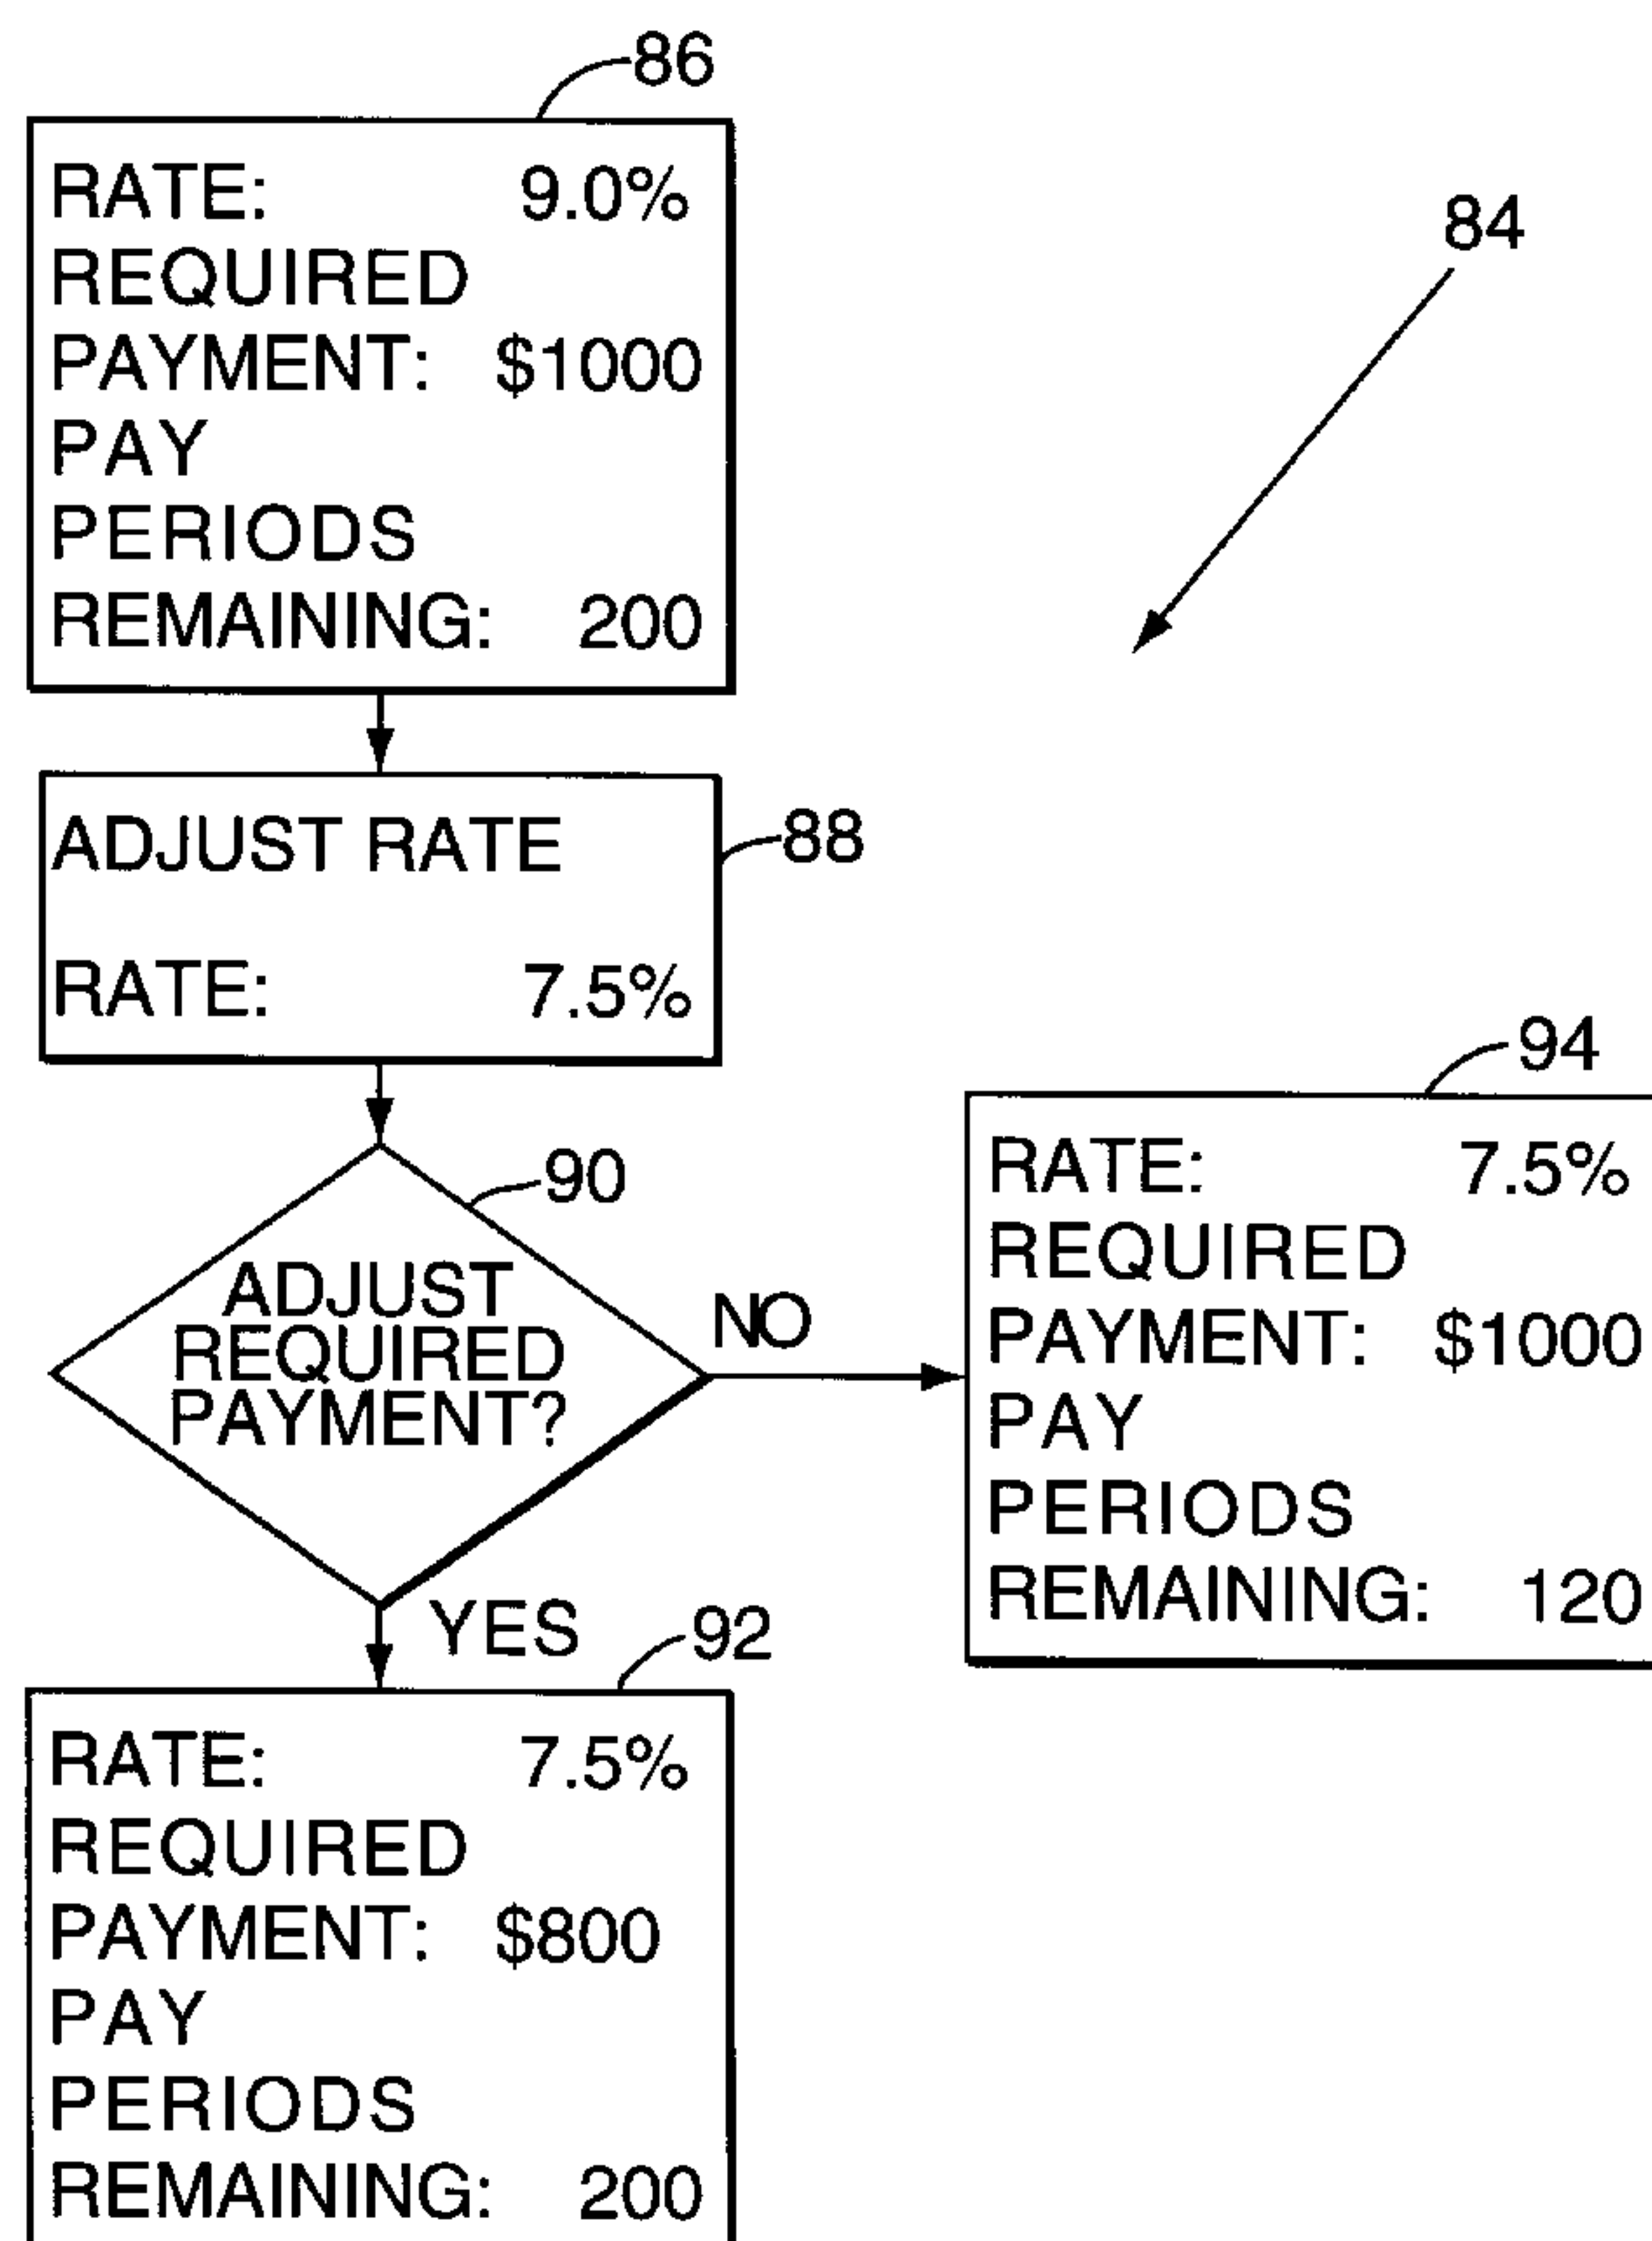 86
RATE: 9.0%
REQUIRED
PAYMENT: $1000
PAY
PERIODS
REMAINING: 200
84
ADJUST RATE
88
RATE: 7.5%
90
ADJUST
REQUIRED
PAYMENT?
NO
94
RATE: 7.5%
REQUIRED
PAYMENT: $1000
PAY
PERIODS
REMAINING: 120
YES
92
RATE: 7.5%
REQUIRED
PAYMENT: $800
PAY
PERIODS
REMAINING: 200